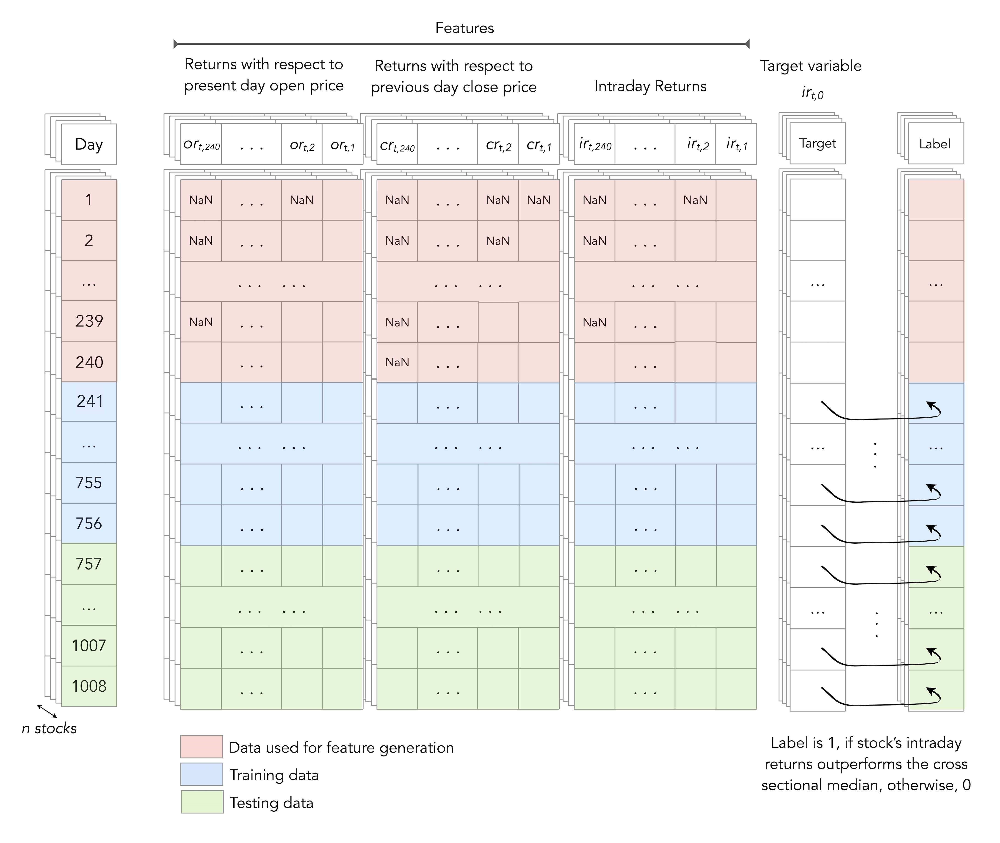 Features
Returns with respect to
present day open price
Returns with respect to
previous day close price
Intraday Returns
Target variable
ir_t,0
Day or_t,240 . . . or_t,2 or_t,1 cr_t,240 . . . cr_t,2 cr_t,1 ir_t,240 . . . ir_t,2 ir_t,1 Target Label
1 NaN . . . NaN NaN . . . NaN NaN NaN . . . NaN
2 NaN . . . NaN . . . NaN NaN . . .
... . . . . . . . . . . . . . . . . . . ... ...
239 NaN . . . NaN . . . NaN . . .
240 . . . NaN . . . . . .
241 . . . . . . . . .
... . . . . . . . . . . . . . . . . . . ... ...
755 . . . . . . . . .
756 . . . . . . . . .
757 . . . . . . . . .
... . . . . . . . . . . . . . . . . . . ... ...
1007 . . . . . . . . .
1008 . . . . . . . . .
n stocks
Data used for feature generation
Training data
Testing data
Label is 1, if stock's intraday
returns outperforms the cross
sectional median, otherwise, 0